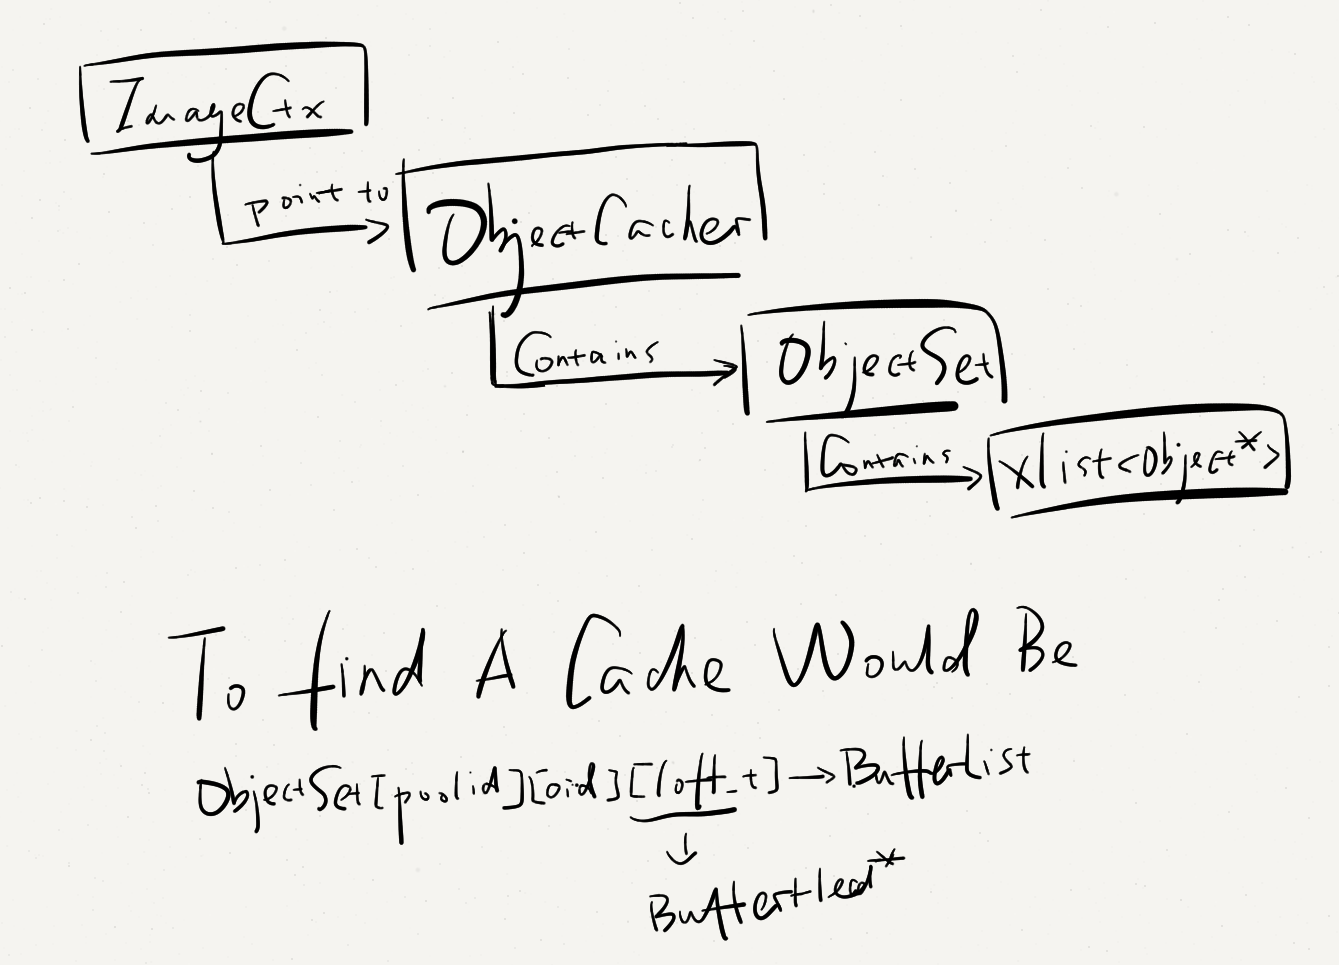 ImageCtx
point to
ObjectCacher
Contains
ObjectSet
Contains
xlist<Object*>
To find A Cache Would Be
ObjectSet[poolid][oid][loff_t] → BufferList
↓
BufferHead*